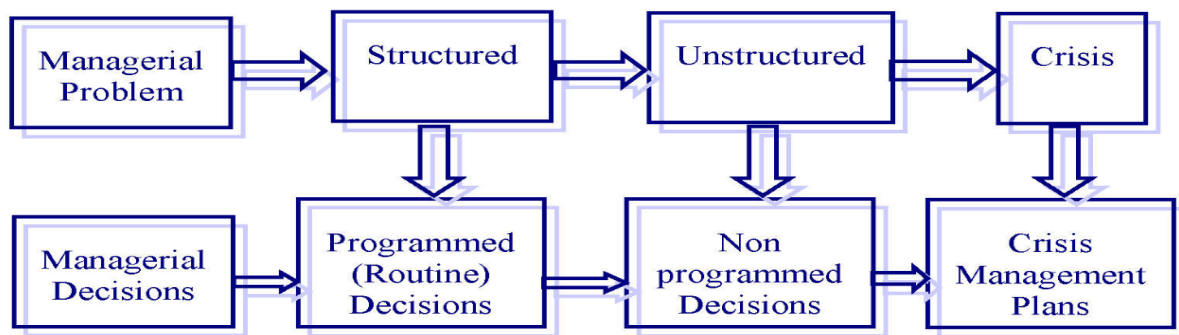 Managerial
Problem
Structured
Unstructured
Crisis
Managerial
Decisions
Programmed
(Routine)
Decisions
Non
programmed
Decisions
Crisis
Management
Plans